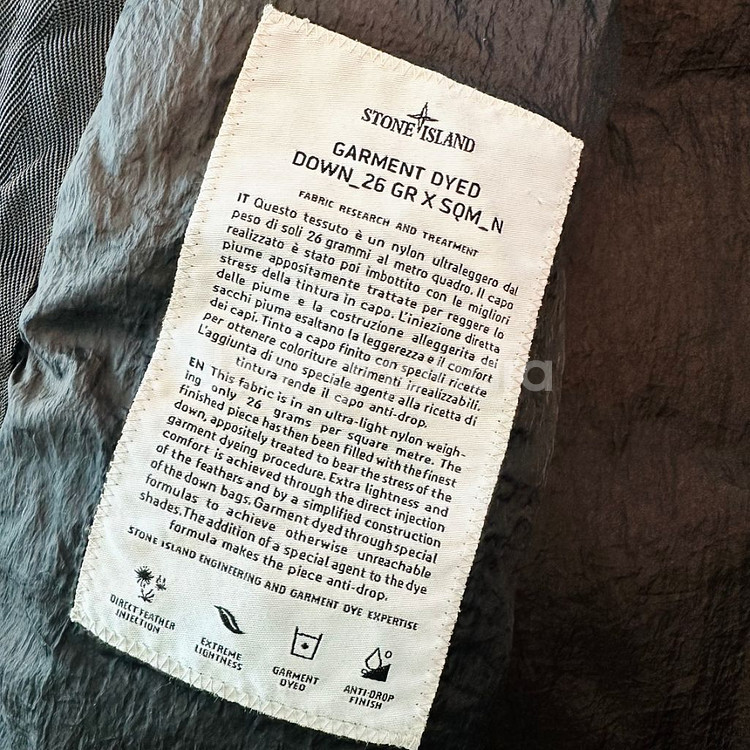 STONE ISLAND
GARMENT DYED
DOWN_26 GR X SQM_N
FABRIC RESEARCH AND TREATMENT
IT Questo tessuto è un nylon ultraleggero dal
peso di soli 26 grammi al metro quadro. Il capo
realizzato è stato poi imbottito con le migliori
piume appositamente trattate per reggere lo
stress della tintura in capo. L'iniezione diretta
delle piume e la costruzione alleggerita dei
sacchi piuma esaltano la leggerezza e il comfort
dei capi. Tinto a capo finito con speciali ricette
per ottenere coloriture altrimenti irrealizzabili.
L'aggiunta di uno speciale agente alla ricetta di
tintura rende il capo anti-drop.
EN This fabric is in an ultra-light nylon weigh-
ing only 26 grams per square metre. The
finished piece has then been filled with the finest
down, appositely treated to bear the stress of the
garment dyeing procedure. Extra lightness and
comfort is achieved through the direct injection
of the feathers and by a simplified construction
of the down bags. Garment dyed through special
formulas to achieve otherwise unreachable
shades. The addition of a special agent to the dye
formula makes the piece anti-drop.
STONE ISLAND ENGINEERING AND GARMENT DYE EXPERTISE
DIRECT FEATHER
INJECTION
EXTREME
LIGHTNESS
GARMENT
DYED
ANTI-DROP
FINISH